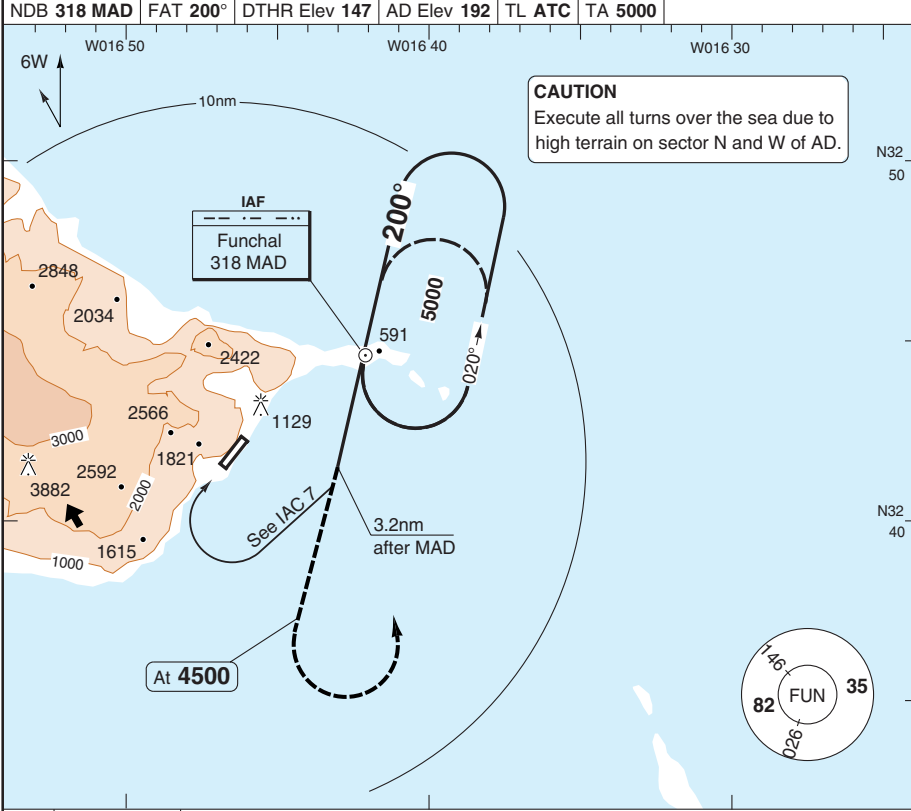 NDB 318 MAD FAT 200° DTHR Elev 147 AD Elev 192 TL ATC TA 5000
W016 50
W016 40
W016 30
6W
10nm
CAUTION
Execute all turns over the sea due to
high terrain on sector N and W of AD.
N32
50
IAF
Funchal
318 MAD
200°
5000
020°
2848
2034
591
2422
2566
1129
1821
3000
2592
3882
2000
1615
1000
See IAC 7
3.2nm
after MAD
N32
40
At 4500
146
FUN
82
35
026